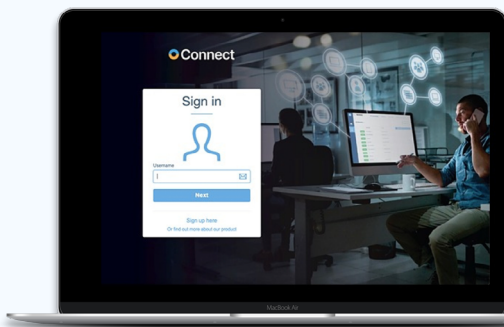 Connect
Sign in
Username
Next
Sign up here
Or find out more about our product
MacBook Air